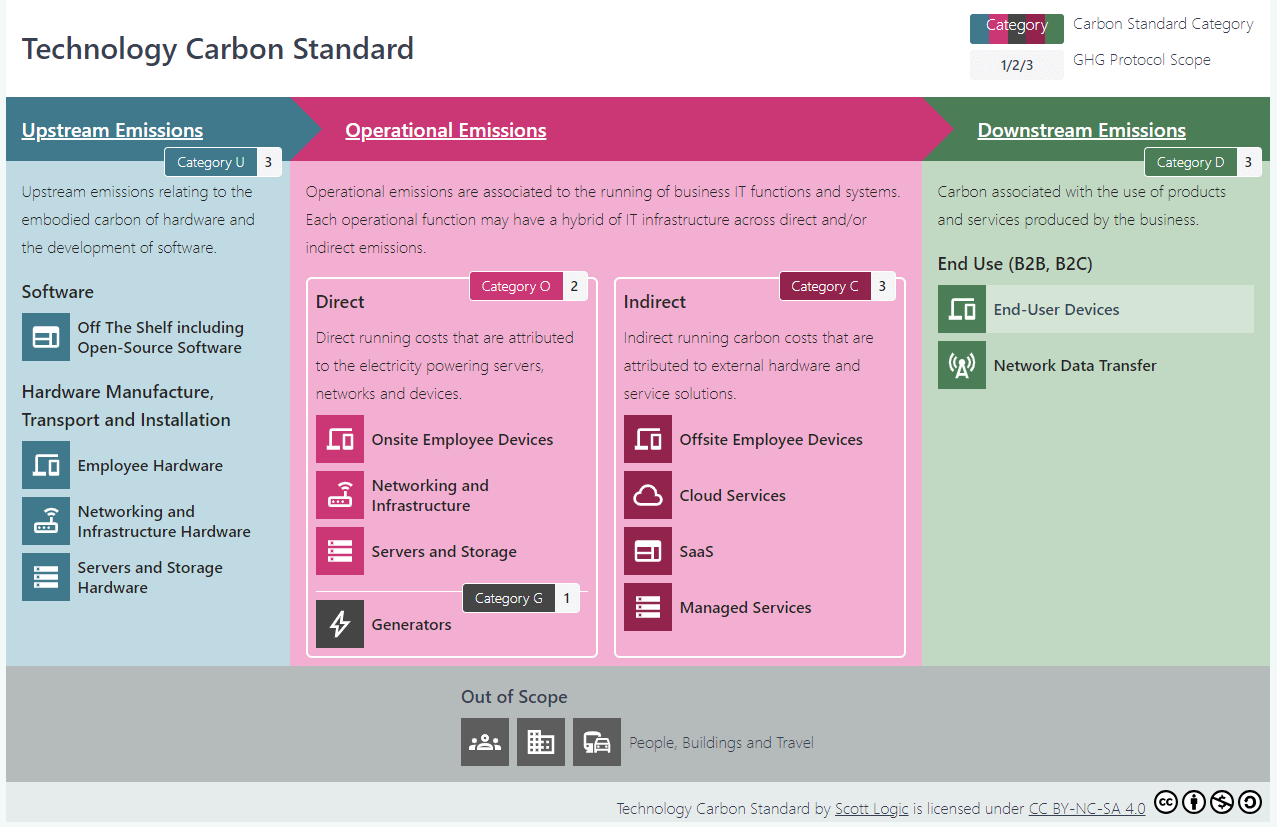 Technology Carbon Standard
Category
Carbon Standard Category
1/2/3
GHG Protocol Scope
Upstream Emissions
Category U 3
Upstream emissions relating to the
embodied carbon of hardware and
the development of software.
Software
Off The Shelf including
Open-Source Software
Hardware Manufacture,
Transport and Installation
Employee Hardware
Networking and
Infrastructure Hardware
Servers and Storage
Hardware
Operational Emissions
Operational emissions are associated to the running of business IT functions and systems.
Each operational function may have a hybrid of IT infrastructure across direct and/or
indirect emissions.
Category O 2
Direct
Direct running costs that are attributed
to the electricity powering servers,
networks and devices.
Onsite Employee Devices
Networking and
Infrastructure
Servers and Storage
Category G 1
Generators
Category C 3
Indirect
Indirect running carbon costs that are
attributed to external hardware and
service solutions.
Offsite Employee Devices
Cloud Services
SaaS
Managed Services
Downstream Emissions
Category D 3
Carbon associated with the use of products
and services produced by the business.
End Use (B2B, B2C)
End-User Devices
Network Data Transfer
Out of Scope
People, Buildings and Travel
Technology Carbon Standard by Scott Logic is licensed under CC BY-NC-SA 4.0